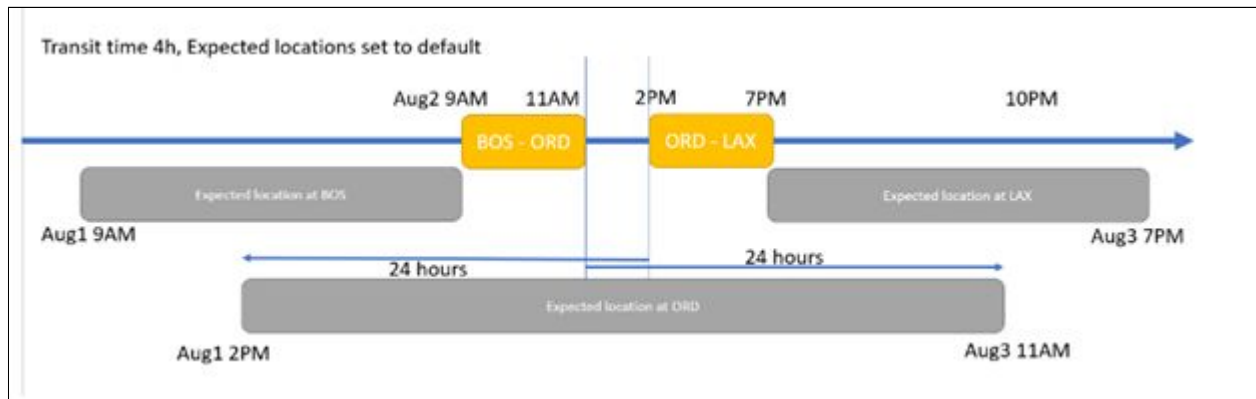 Transit time 4h, Expected locations set to default
Aug2 9AM 11AM 2PM 7PM 10PM
BOS - ORD ORD - LAX
Expected location at BOS Expected location at LAX
Aug1 9AM Aug3 7PM
24 hours 24 hours
Expected location at ORD
Aug1 2PM Aug3 11AM